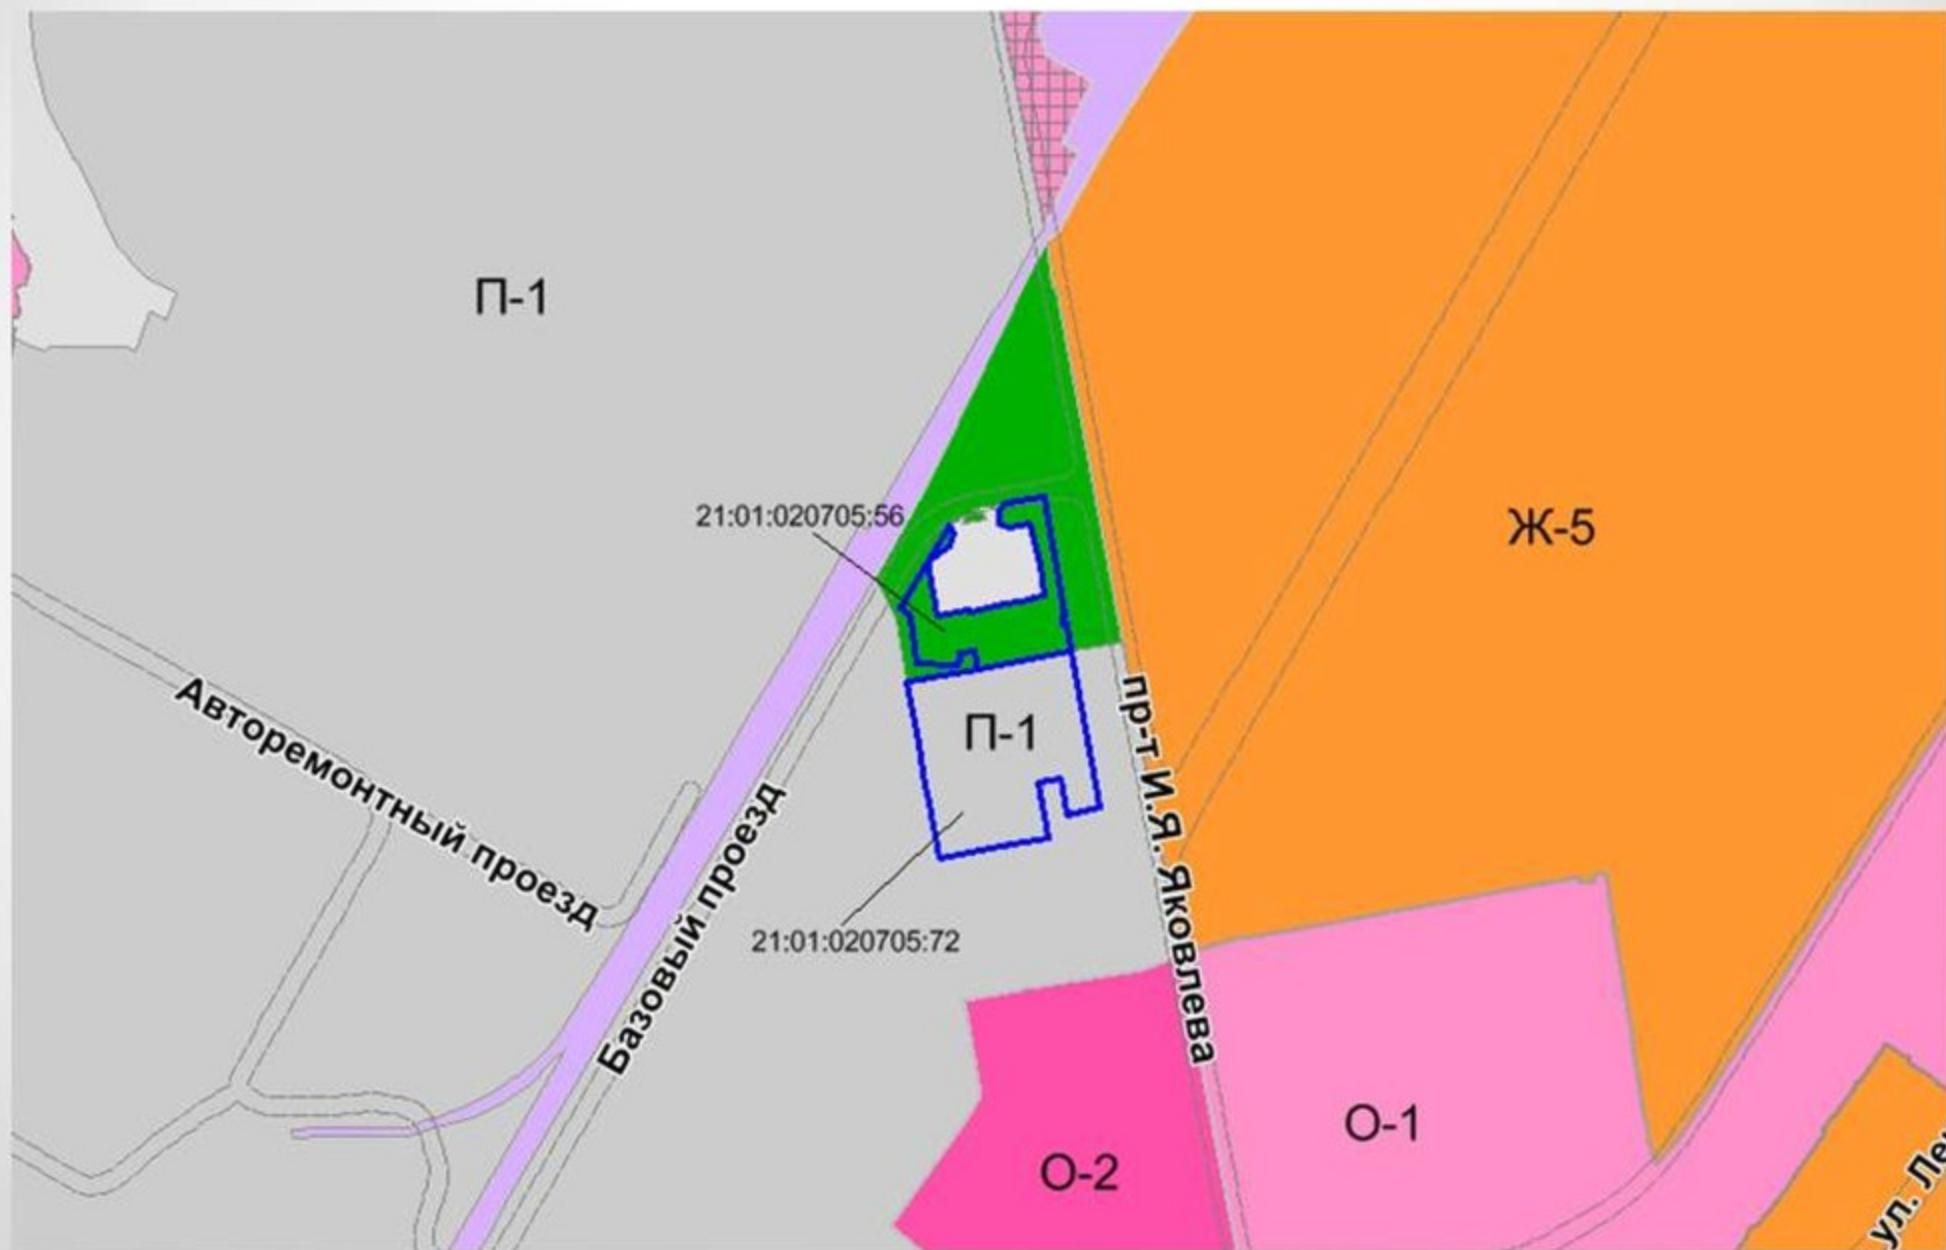 П-1
21:01:020705:56
Ж-5
Авторемонтный проезд
П-1
пр-т И.Я. Яковлева
Базовый проезд
21:01:020705:72
О-1
О-2
ул.